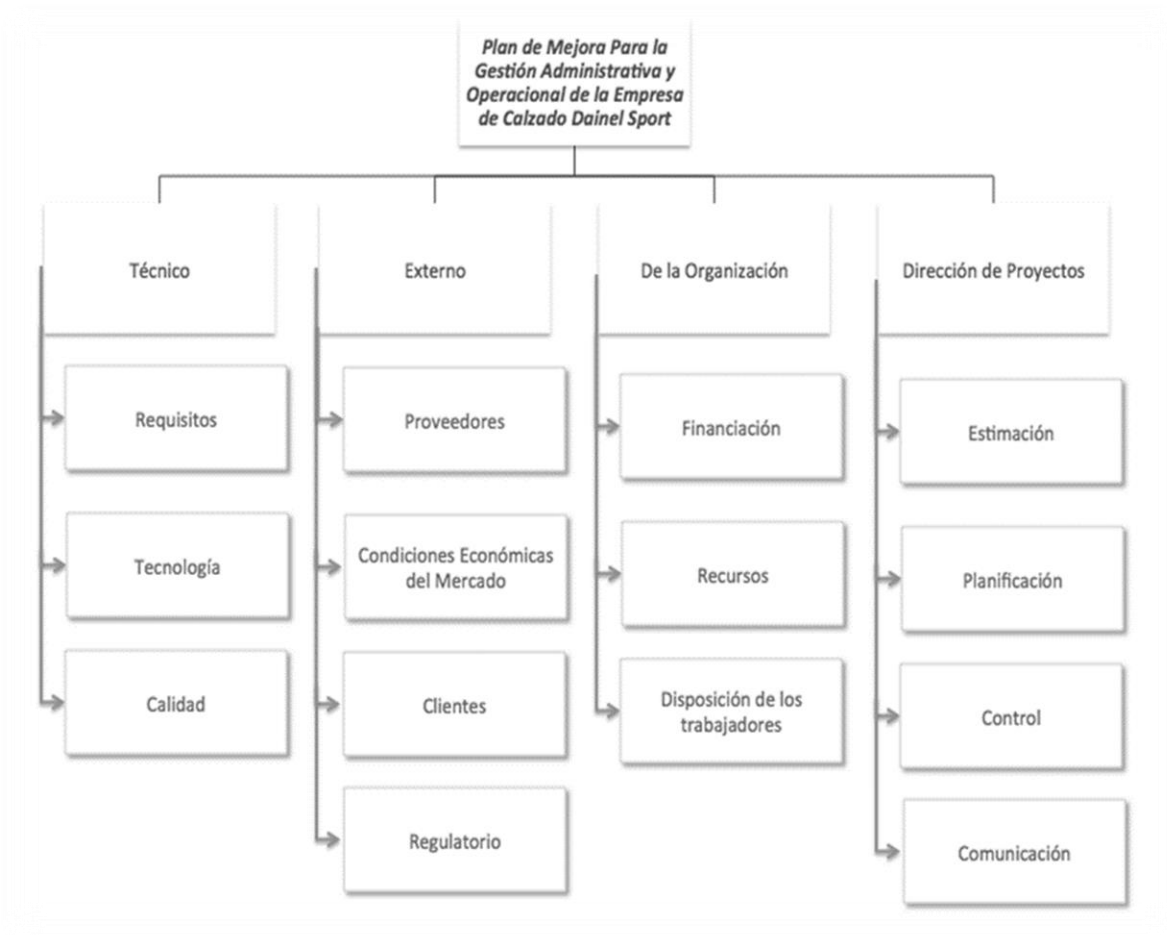 Plan de Mejora Para la
Gestión Administrativa y
Operacional de la Empresa
de Calzado Dainel Sport
Técnico
Requisitos
Tecnología
Calidad
Externo
Proveedores
Condiciones Económicas
del Mercado
Clientes
Regulatorio
De la Organización
Financiación
Recursos
Disposición de los
trabajadores
Dirección de Proyectos
Estimación
Planificación
Control
Comunicación